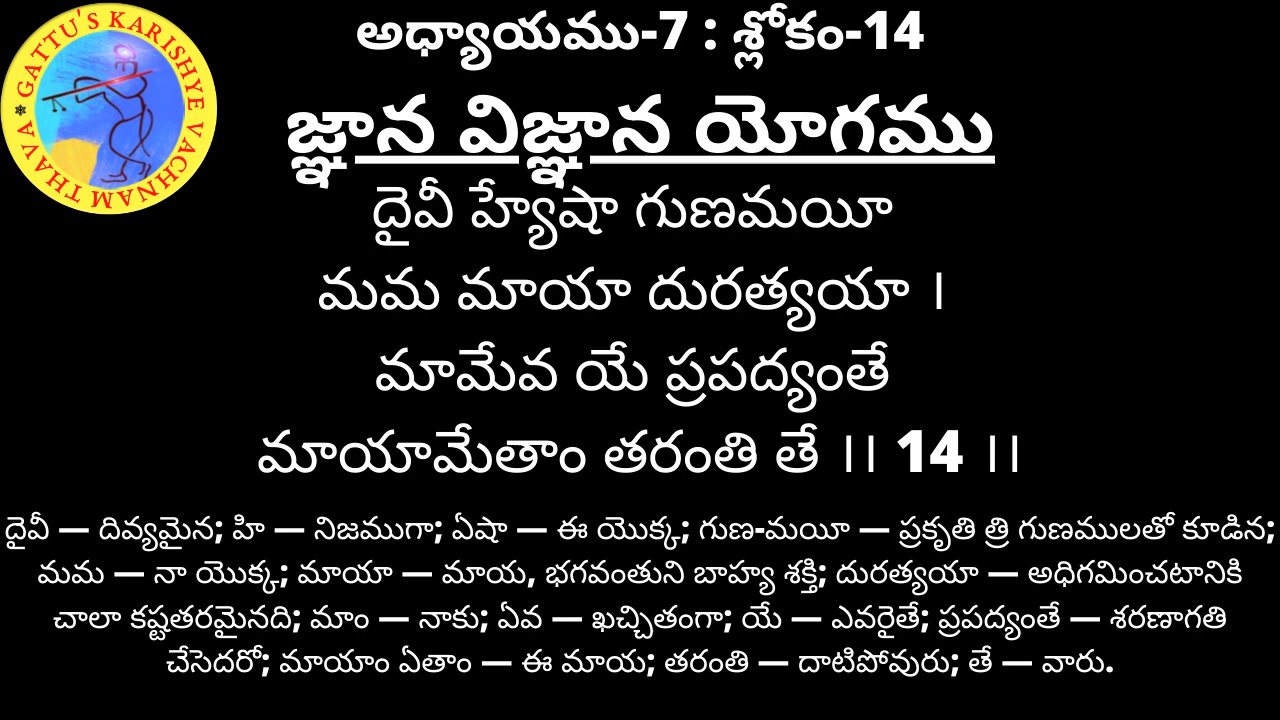 GATTU'S KARISHYE VACHNAM THAVA
అధ్యాయము-7 : శ్లోకం-14
జ్ఞాన విజ్ఞాన యోగము
దైవీ హ్యేషా గుణమయీ
మమ మాయా దురత్యయా ।
మామేవ యే ప్రపద్యంతే
మాయామేతాం తరంతి తే ।। 14 ।।
దైవీ — దివ్యమైన; హి — నిజముగా; ఏషా — ఈ యొక్క; గుణ-మయీ — ప్రకృతి త్రి గుణములతో కూడిన;
మమ — నా యొక్క; మాయా — మాయ, భగవంతుని బాహ్య శక్తి; దురత్యయా — అధిగమించటానికి
చాలా కష్టతరమైనది; మాం — నాకు; ఏవ — ఖచ్చితంగా; యే — ఎవరైతే; ప్రపద్యంతే — శరణాగతి
చేసెదరో; మాయాం ఏతాం — ఈ మాయ; తరంతి — దాటిపోవురు; తే — వారు.